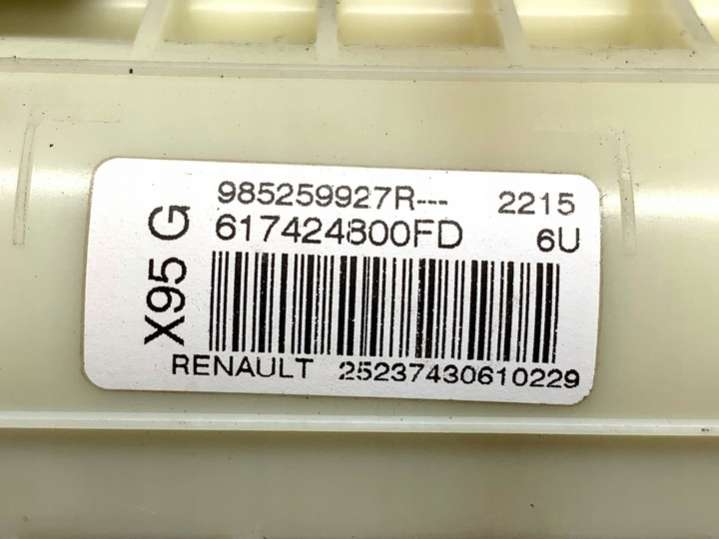 985259927R--- 2215
617424800FD 6U
X95 G
RENAULT 25237430610229